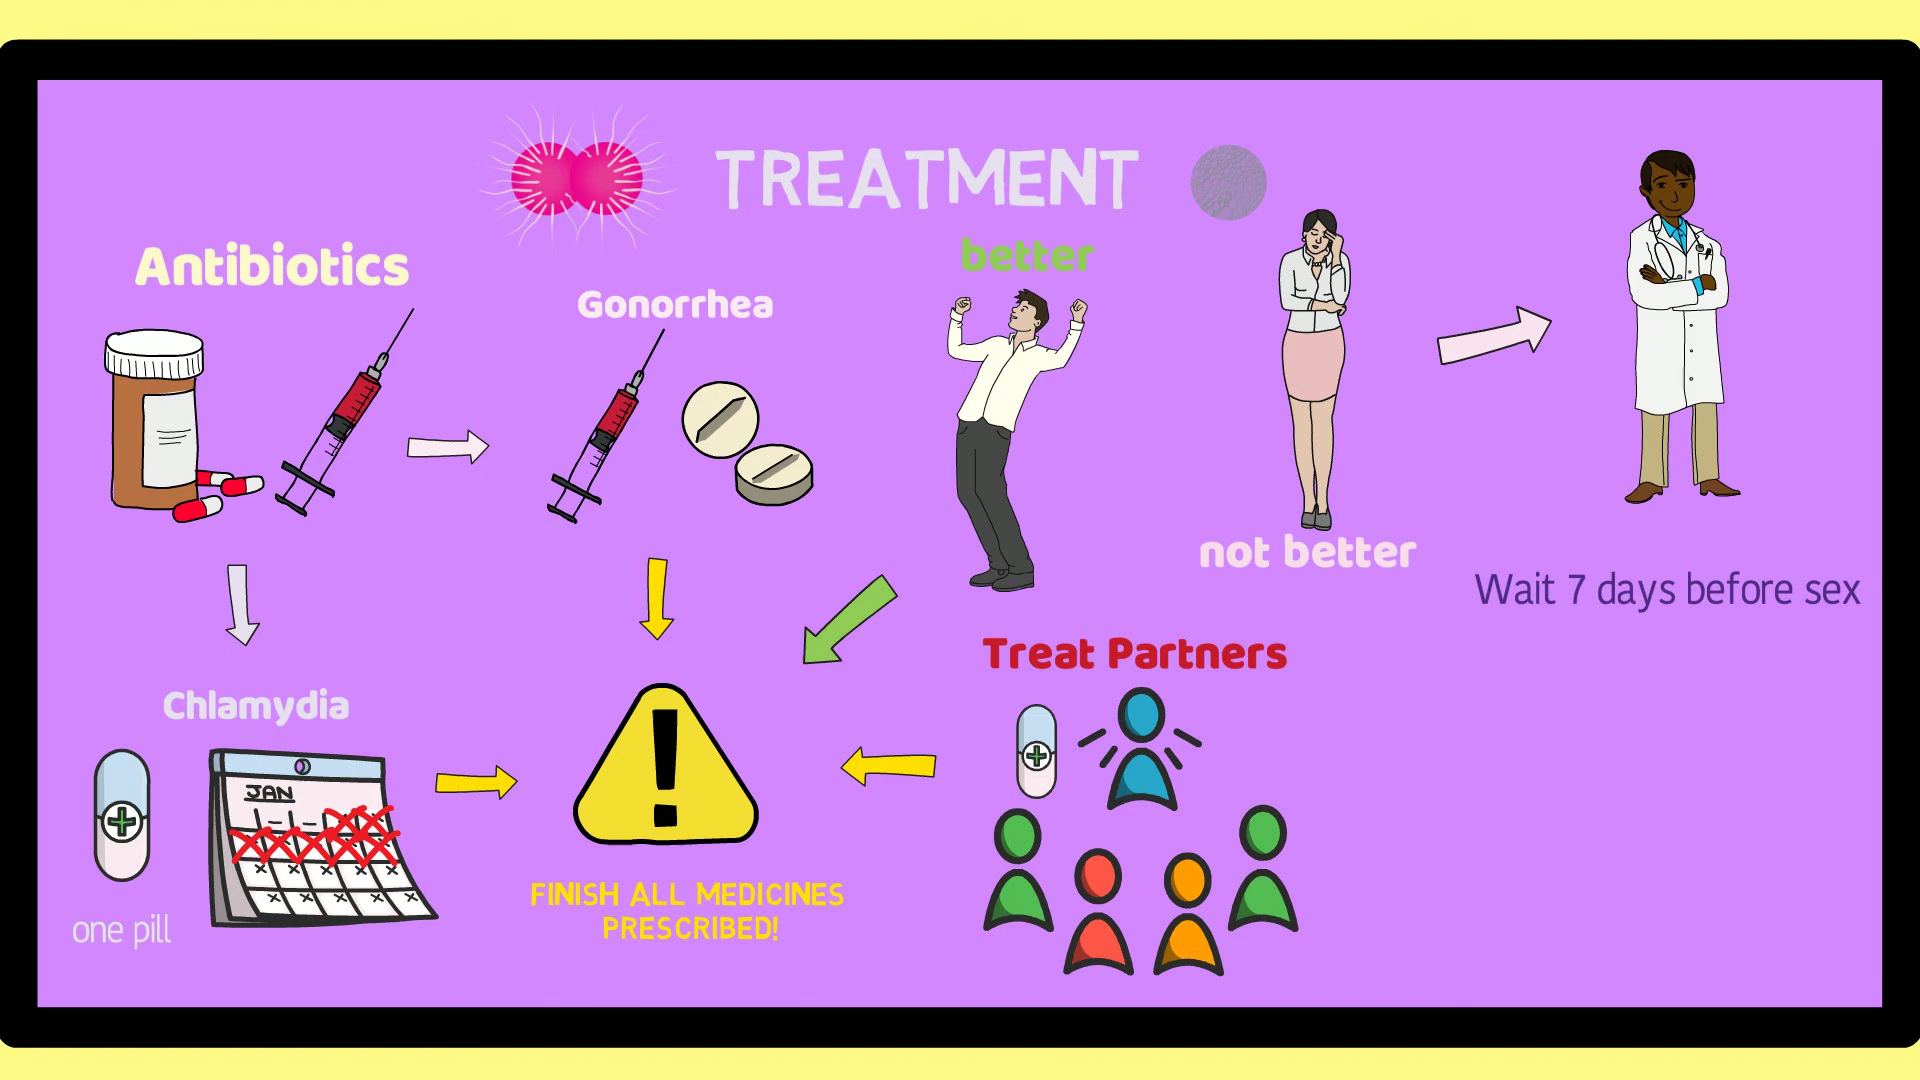 TREATMENT
Antibiotics
better
Gonorrhea
not better
Wait 7 days before sex
Treat Partners
Chlamydia
JAN
one pill
FINISH ALL MEDICINES
PRESCRIBED!